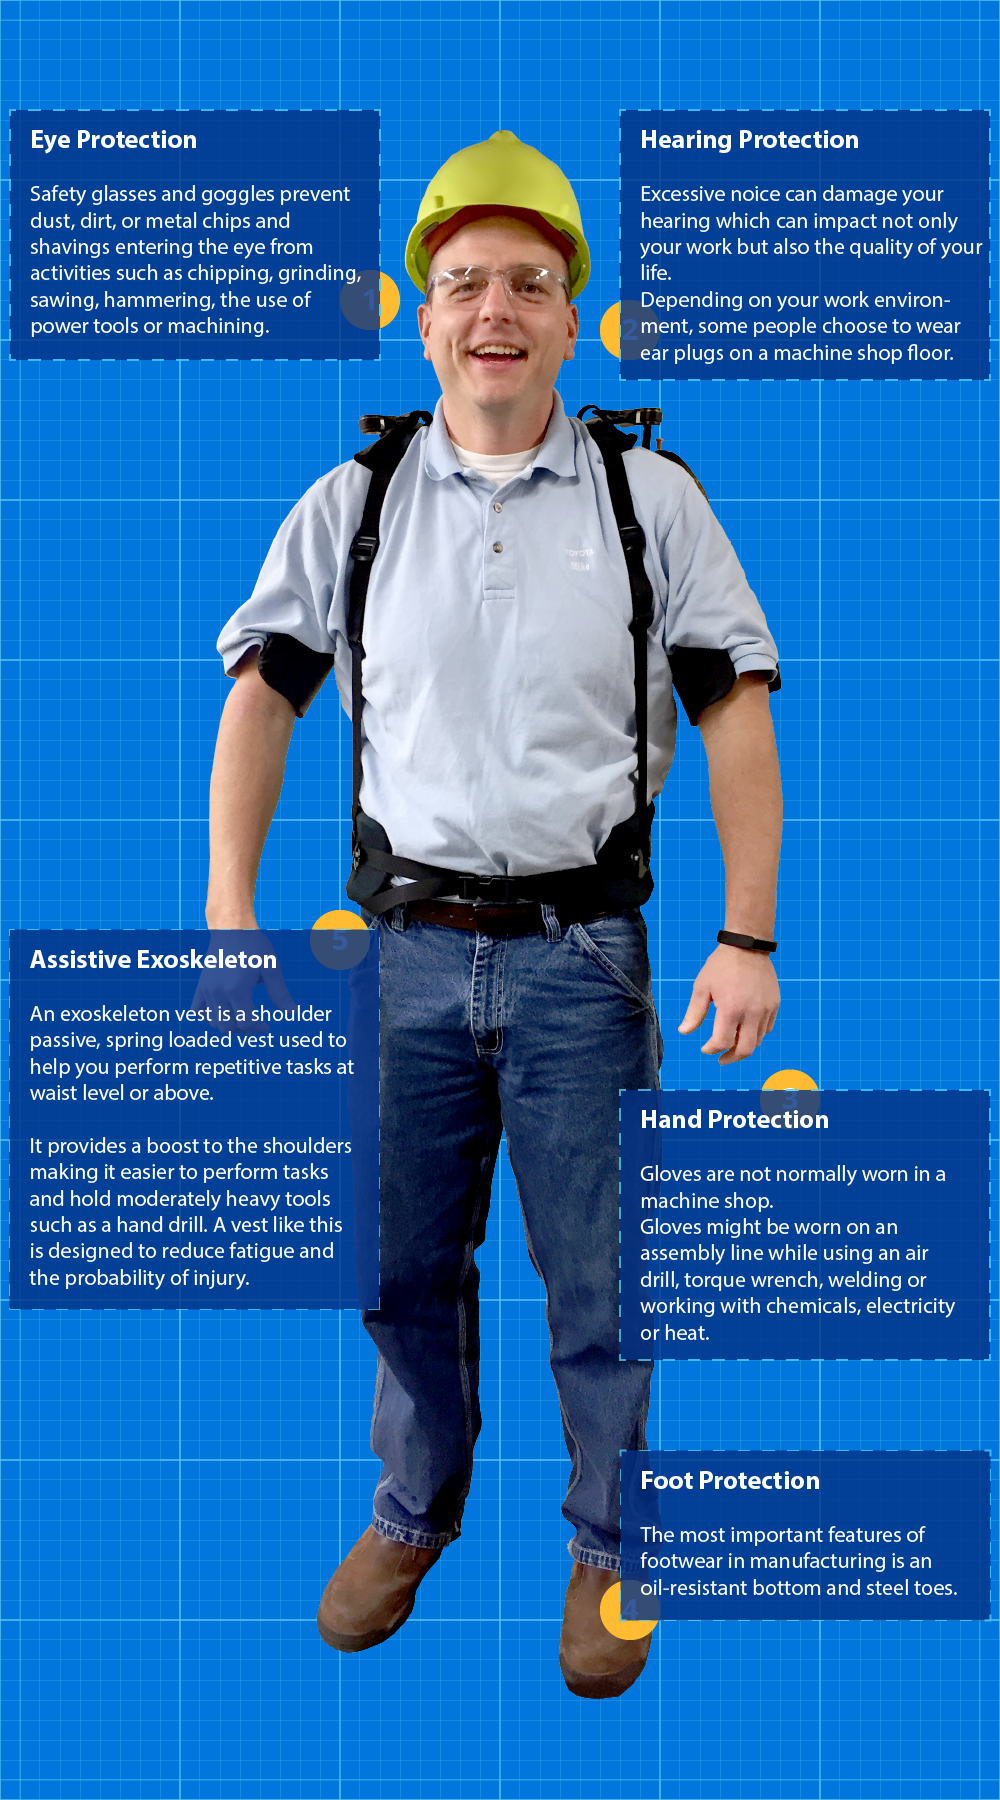 Eye Protection
Safety glasses and goggles prevent
dust, dirt, or metal chips and
shavings entering the eye from
activities such as chipping, grinding,
sawing, hammering, the use of
power tools or machining.
1
Hearing Protection
Excessive noice can damage your
hearing which can impact not only
your work but also the quality of your
life.
Depending on your work environ-
ment, some people choose to wear
ear plugs on a machine shop floor.
2
TOYOTA
5
Assistive Exoskeleton
An exoskeleton vest is a shoulder
passive, spring loaded vest used to
help you perform repetitive tasks at
waist level or above.
It provides a boost to the shoulders
making it easier to perform tasks
and hold moderately heavy tools
such as a hand drill. A vest like this
is designed to reduce fatigue and
the probability of injury.
3
Hand Protection
Gloves are not normally worn in a
machine shop.
Gloves might be worn on an
assembly line while using an air
drill, torque wrench, welding or
working with chemicals, electricity
or heat.
Foot Protection
The most important features of
footwear in manufacturing is an
oil-resistant bottom and steel toes.
4